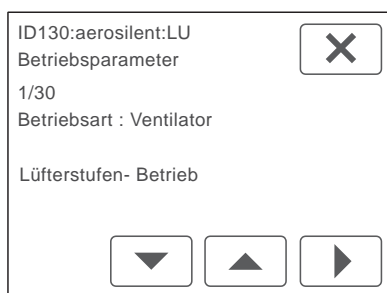 ID130:aerosilent:LU
Betriebsparameter
1/30
Betriebsart : Ventilator
Lüfterstufen- Betrieb